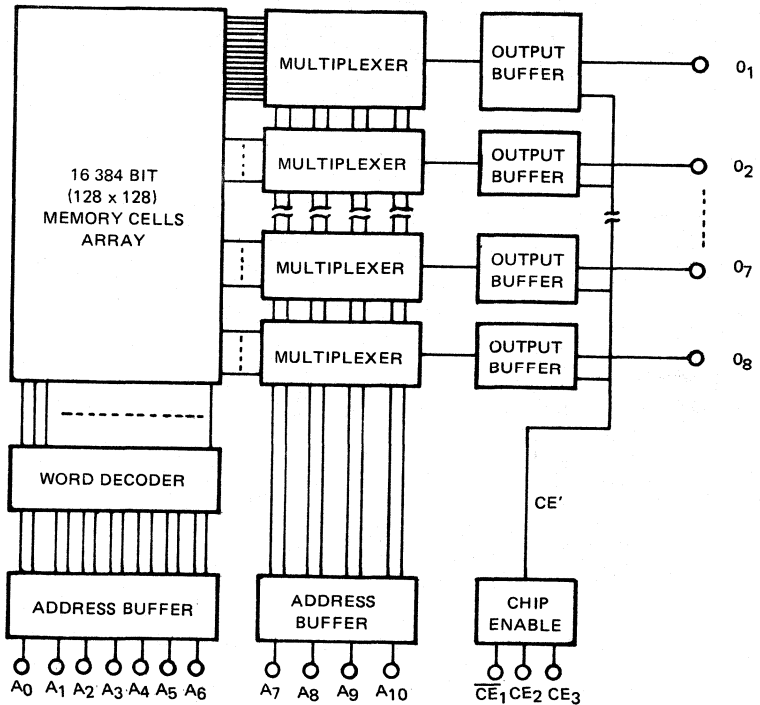 16 384 BIT
(128 x 128)
MEMORY CELLS
ARRAY
MULTIPLEXER
OUTPUT
BUFFER
O1
MULTIPLEXER
OUTPUT
BUFFER
O2
MULTIPLEXER
OUTPUT
BUFFER
O7
MULTIPLEXER
OUTPUT
BUFFER
O8
WORD DECODER
CE'
ADDRESS BUFFER
ADDRESS
BUFFER
CHIP
ENABLE
A0 A1 A2 A3 A4 A5 A6
A7 A8 A9 A10
C̅E̅1 CE2 CE3